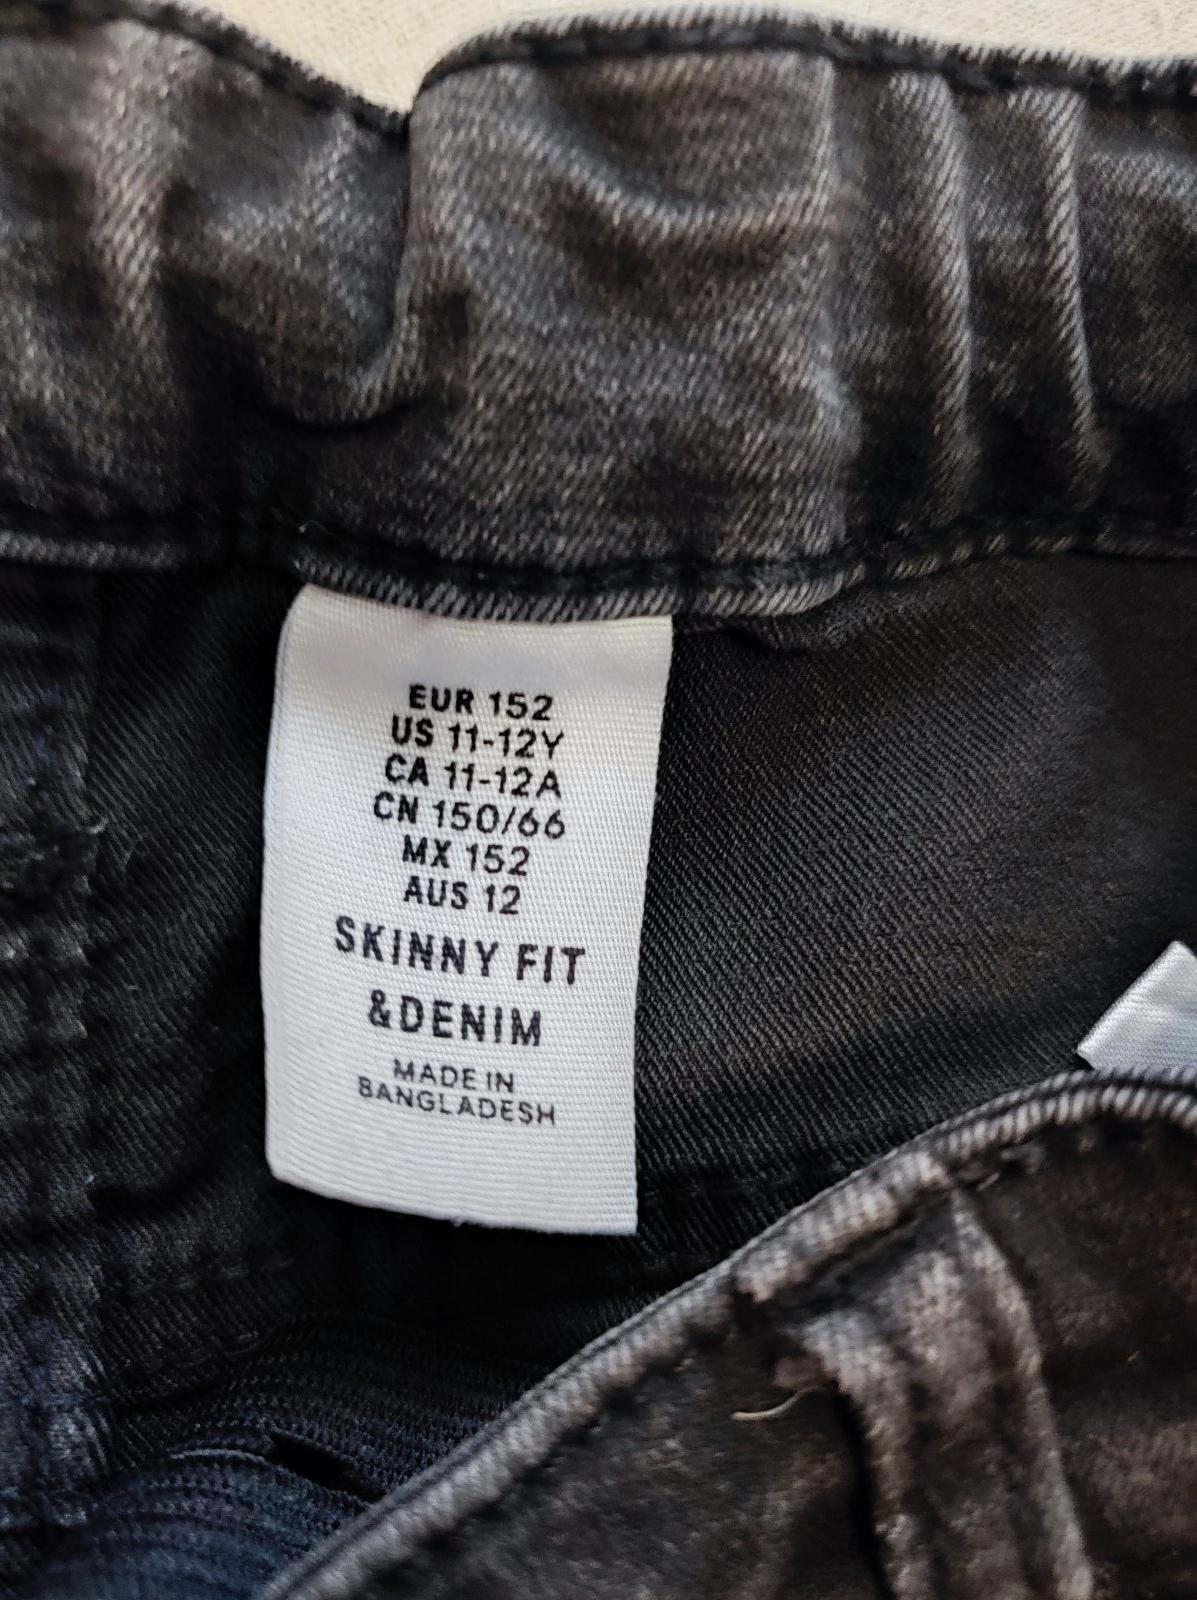 EUR 152
US 11-12Y
CA 11-12A
CN 150/66
MX 152
AUS 12
SKINNY FIT
&DENIM
MADE IN
BANGLADESH